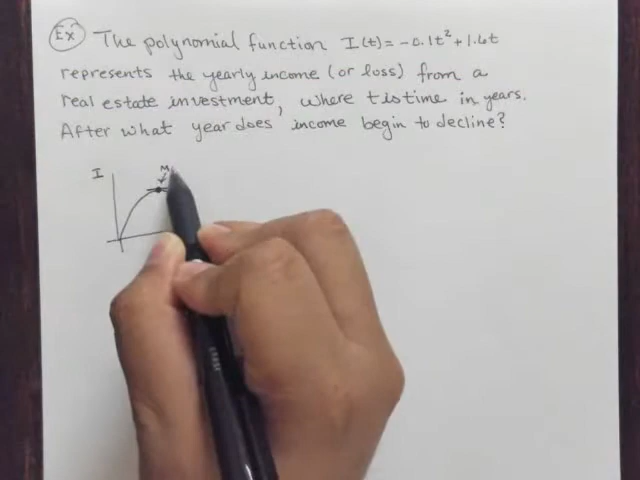 Ex The polynomial function I(t) = -0.1t² + 1.6t
represents the yearly income (or loss) from a
real estate investment, where t is time in years.
After what year does income begin to decline?
I
M